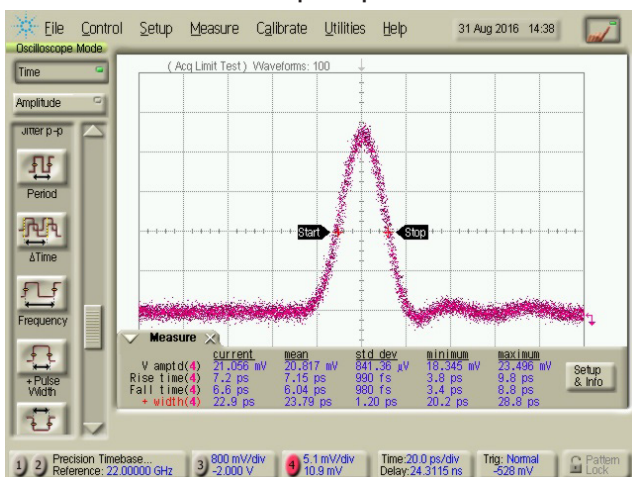 File Control Setup Measure Calibrate Utilities Help 31 Aug 2016 14:38
Oscilloscope Mode
Time
Amplitude
( Acq Limit Test ) Waveforms: 100
Jitter p-p
Period
ΔTime
Frequency
+ Pulse
Width
Start Stop
Measure
current mean std dev minimum maximum
V amptd(4) 21.056 mV 20.817 mV 841.36 μV 18.345 mV 23.496 mV
Rise time(4) 7.2 ps 7.15 ps 990 fs 3.8 ps 9.8 ps
Fall time(4) 6.6 ps 6.04 ps 980 fs 3.4 ps 8.8 ps
+ width(4) 22.9 ps 23.79 ps 1.20 ps 20.2 ps 28.8 ps
Setup
& Info
1 2 Precision Timebase...
Reference: 22.00000 GHz
3 800 mV/div
-2.000 V
4 5.1 mV/div
10.9 mV
Time:20.0 ps/div
Delay:24.3115 ns
Trig: Normal
-528 mV
Pattern
Lock